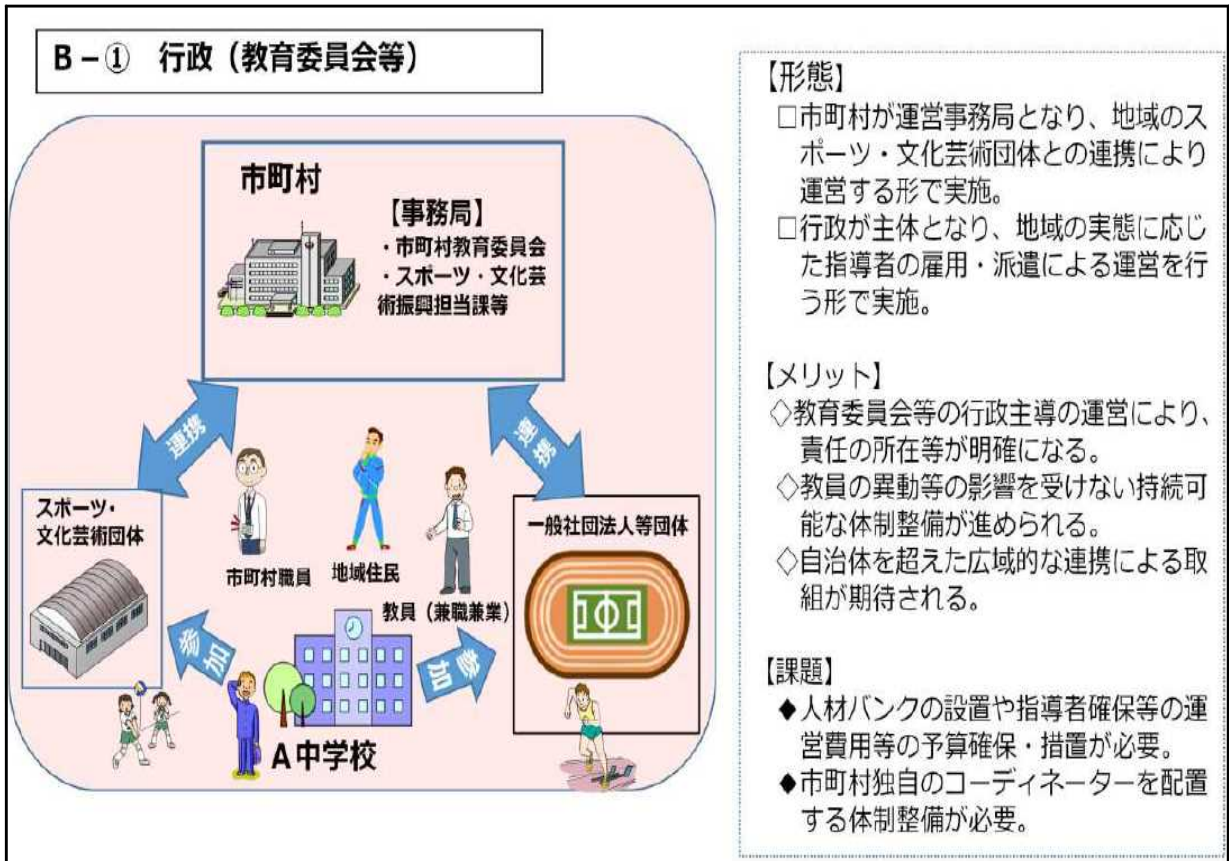 B－① 行政（教育委員会等）
市町村
【事務局】
・市町村教育委員会
・スポーツ・文化芸
術振興担当課等
連携
連携
スポーツ・
文化芸術団体
市町村職員
地域住民
教員（兼職兼業）
一般社団法人等団体
参加
参加
A中学校
【形態】
□市町村が運営事務局となり、地域のス
ポーツ・文化芸術団体との連携により
運営する形で実施。
□行政が主体となり、地域の実態に応じ
た指導者の雇用・派遣による運営を行
う形で実施。
【メリット】
◇教育委員会等の行政主導の運営により、
責任の所在等が明確になる。
◇教員の異動等の影響を受けない持続可
能な体制整備が進められる。
◇自治体を超えた広域的な連携による取
組が期待される。
【課題】
◆人材バンクの設置や指導者確保等の運
営費用等の予算確保・措置が必要。
◆市町村独自のコーディネーターを配置
する体制整備が必要。